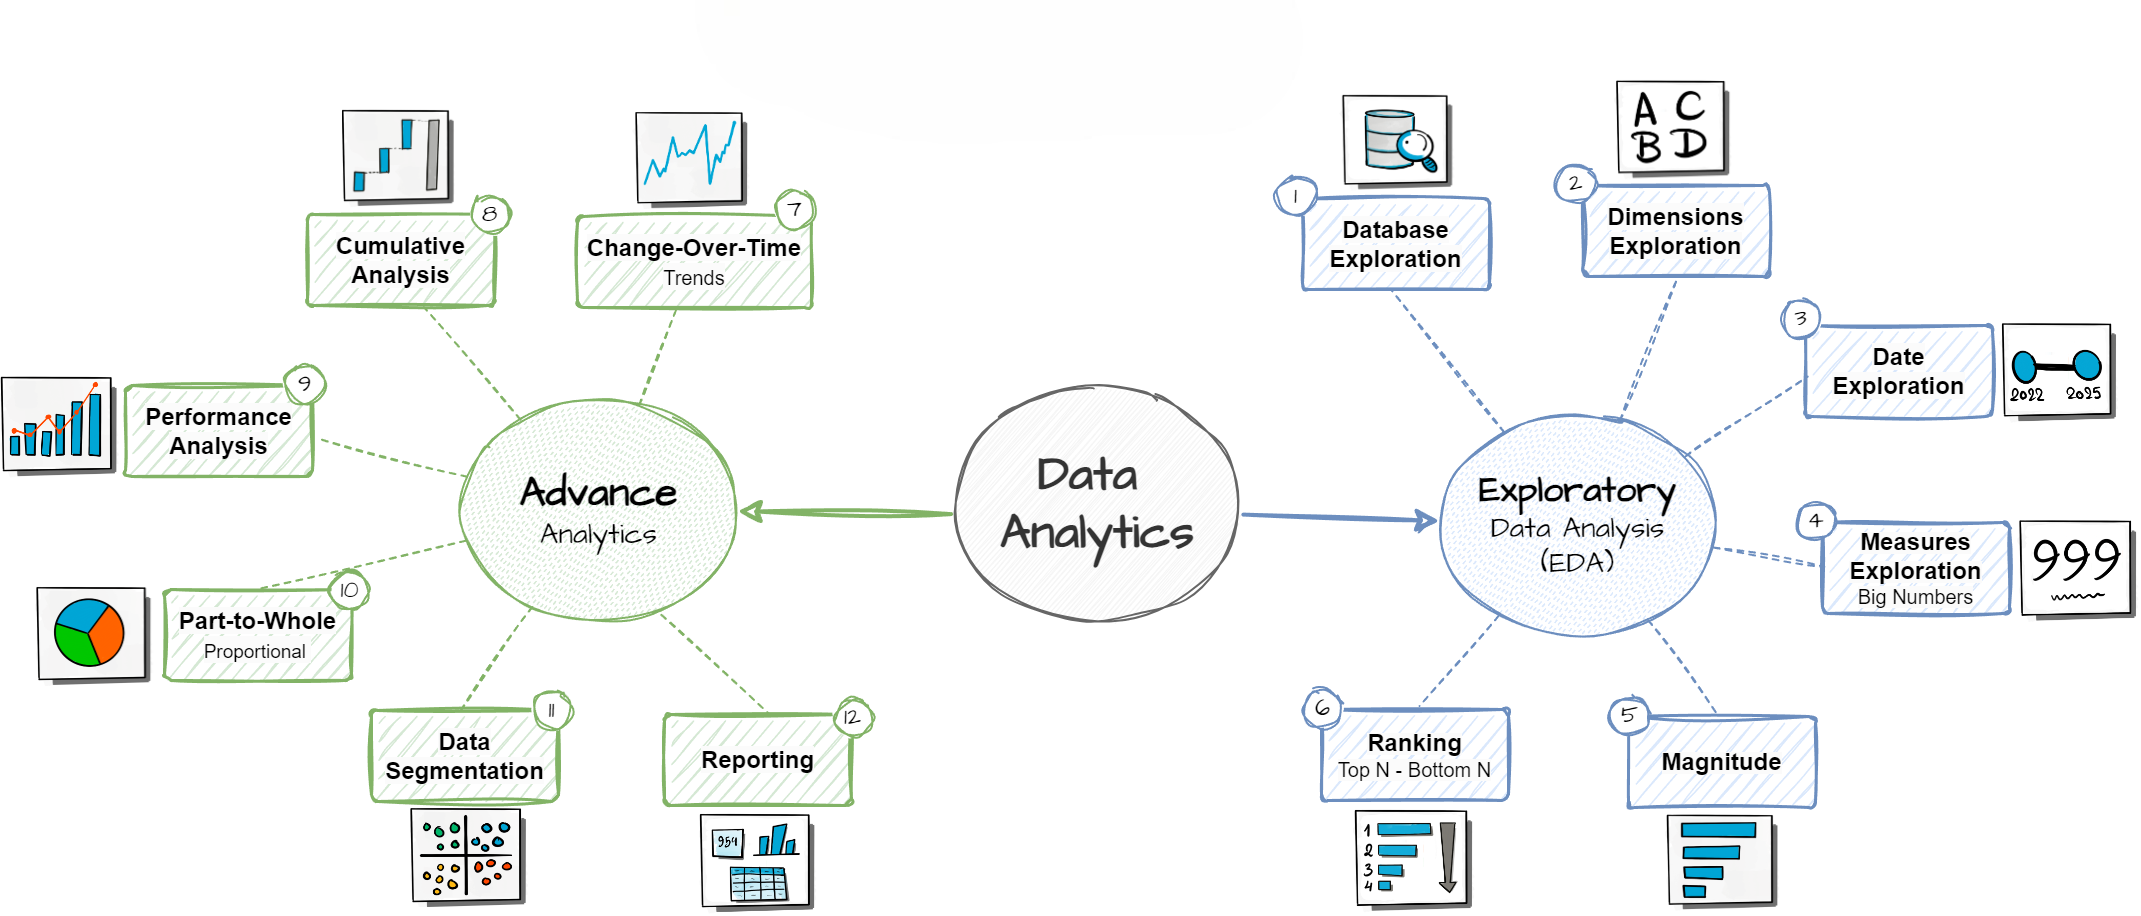 Data
Analytics
Exploratory
Data Analysis
(EDA)
1
Database
Exploration
2
A C
B D
Dimensions
Exploration
3
Date
Exploration
2022 2025
4
Measures
Exploration
Big Numbers
999
5
Magnitude
6
Ranking
Top N - Bottom N
1
2
3
4
Advance
Analytics
7
Change-Over-Time
Trends
8
Cumulative
Analysis
9
Performance
Analysis
10
Part-to-Whole
Proportional
11
Data
Segmentation
12
Reporting
954